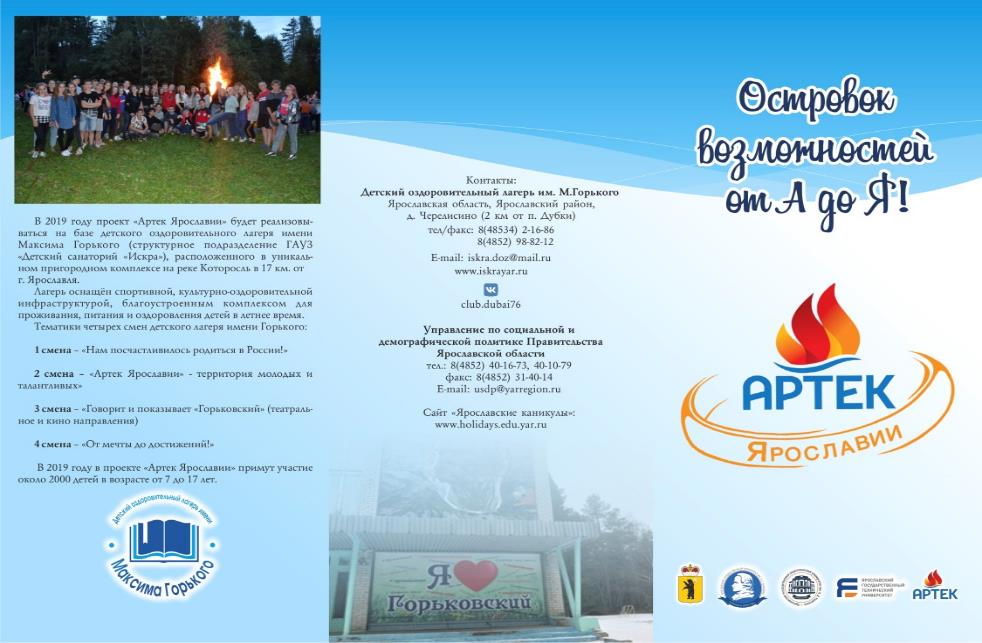 В 2019 году проект «Артек Ярославии» будет реализовы-
ваться на базе детского оздоровительного лагеря имени
Максима Горького (структурное подразделение ГАУЗ
«Детский санаторий «Искра»), расположенного в уникаль-
ном пригородном комплексе на реке Которосль в 17 км. от
г. Ярославля.
Лагерь оснащён спортивной, культурно-оздоровительной
инфраструктурой, благоустроенным комплексом для
проживания, питания и оздоровления детей в летнее время.
Тематики четырех смен детского лагеря имени Горького:
1 смена – «Нам посчастливилось родиться в России!»
2 смена – «Артек Ярославии» - территория молодых и
талантливых»
3 смена – «Говорит и показывает «Горьковский» (театраль-
ное и кино направления)
4 смена – «От мечты до достижений!»
В 2019 году в проекте «Артек Ярославии» примут участие
около 2000 детей в возрасте от 7 до 17 лет.
Детский оздоровительный лагерь имени
Максима Горького
Контакты:
Детский оздоровительный лагерь им. М.Горького
Ярославская область, Ярославский район,
д. Черелисино (2 км от п. Дубки)
тел/факс: 8(48534) 2-16-86
8(4852) 98-82-12
E-mail: iskra.doz@mail.ru
www.iskrayar.ru
club.dubai76
Управление по социальной и
демографической политике Правительства
Ярославской области
тел.: 8(4852) 40-16-73, 40-10-79
факс: 8(4852) 31-40-14
E-mail: usdp@yarregion.ru
Сайт «Ярославские каникулы»:
www.holidays.edu.yar.ru
Я
Горьковский
Островок
возможностей
от А до Я!
АРТЕК
ЯРОСЛАВИИ
ЯРОСЛАВСКИЙ
ГОСУДАРСТВЕННЫЙ
ТЕХНИЧЕСКИЙ
УНИВЕРСИТЕТ
АРТЕК